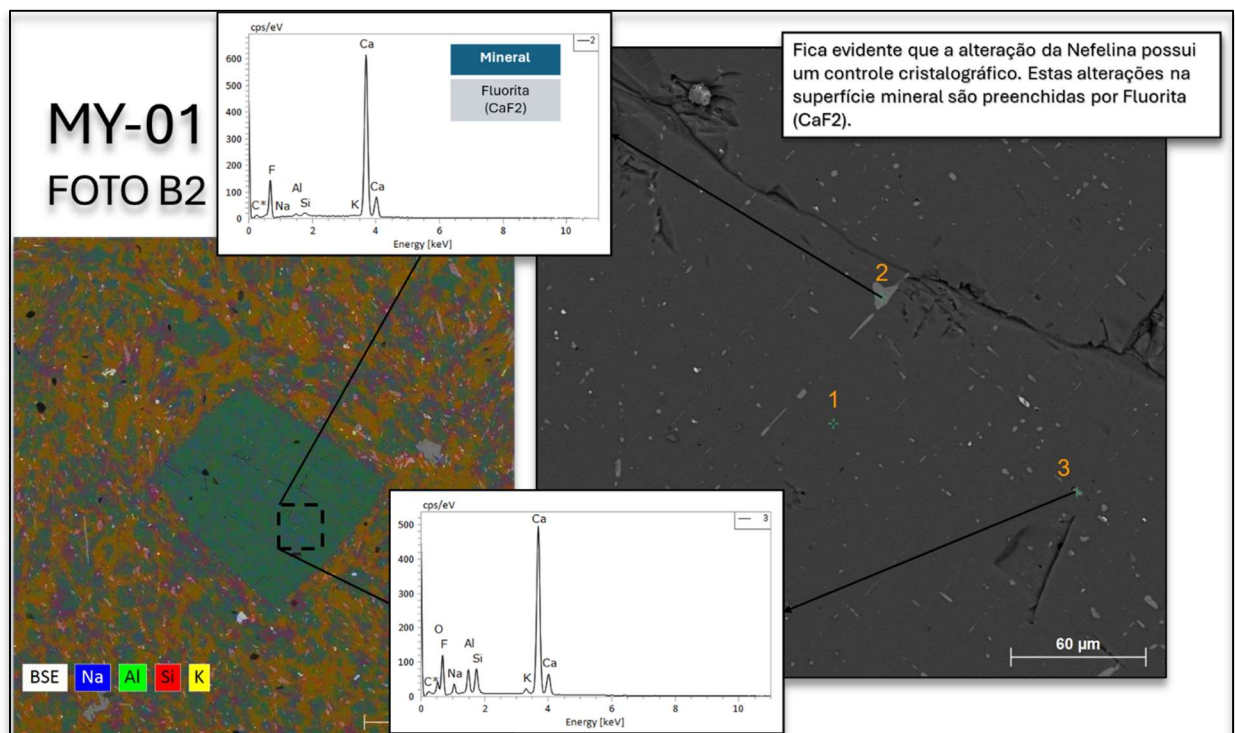 MY-01
FOTO B2
cps/eV
2
600
500
400
300
200
100
0
Ca
F
Ca
C*
Na
Al
Si
K
0 2 4 6 8 10
Energy [keV]
Mineral
Fluorita
(CaF2)
Fica evidente que a alteração da Nefelina possui
um controle cristalográfico. Estas alterações na
superfície mineral são preenchidas por Fluorita
(CaF2).
2
1
3
60 µm
cps/eV
3
500
400
300
200
100
0
Ca
O
F
Al
Si
Na
C*
K
Ca
0 2 4 6 8 10
Energy [keV]
BSE Na Al Si K